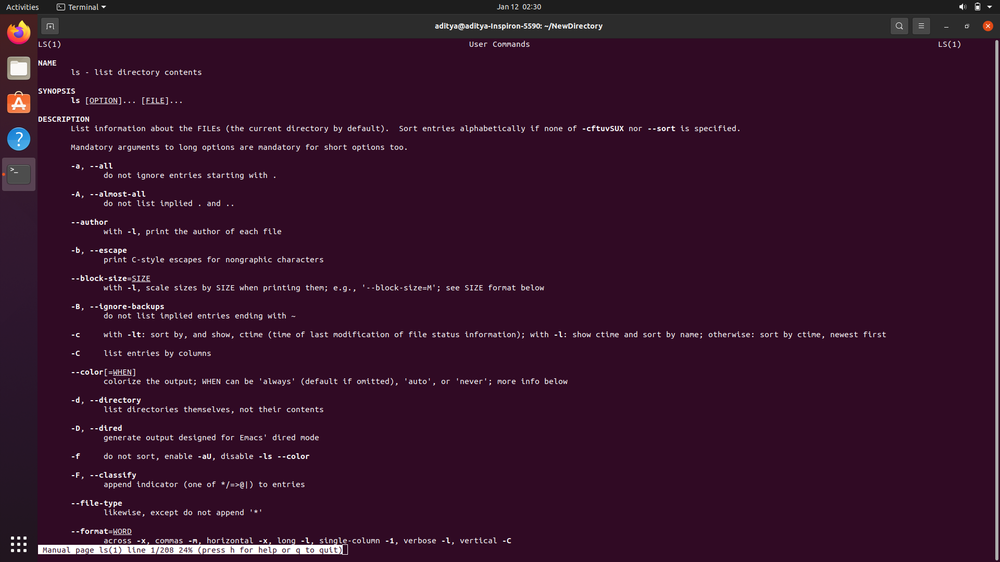 Activities Terminal Jan 12 02:30
aditya@aditya-Inspiron-5590: ~/NewDirectory
LS(1) User Commands LS(1)
NAME
ls - list directory contents
SYNOPSIS
ls [OPTION]... [FILE]...
DESCRIPTION
List information about the FILEs (the current directory by default). Sort entries alphabetically if none of -cftuvSUX nor --sort is specified.
Mandatory arguments to long options are mandatory for short options too.
-a, --all
do not ignore entries starting with .
-A, --almost-all
do not list implied . and ..
--author
with -l, print the author of each file
-b, --escape
print C-style escapes for nongraphic characters
--block-size=SIZE
with -l, scale sizes by SIZE when printing them; e.g., '--block-size=M'; see SIZE format below
-B, --ignore-backups
do not list implied entries ending with ~
-c with -lt: sort by, and show, ctime (time of last modification of file status information); with -l: show ctime and sort by name; otherwise: sort by ctime, newest first
-C list entries by columns
--color[=WHEN]
colorize the output; WHEN can be 'always' (default if omitted), 'auto', or 'never'; more info below
-d, --directory
list directories themselves, not their contents
-D, --dired
generate output designed for Emacs' dired mode
-f do not sort, enable -aU, disable -ls --color
-F, --classify
append indicator (one of */=>@|) to entries
--file-type
likewise, except do not append '*'
--format=WORD
across -x, commas -m, horizontal -x, long -l, single-column -1, verbose -l, vertical -C
Manual page ls(1) line 1/208 24% (press h for help or q to quit)